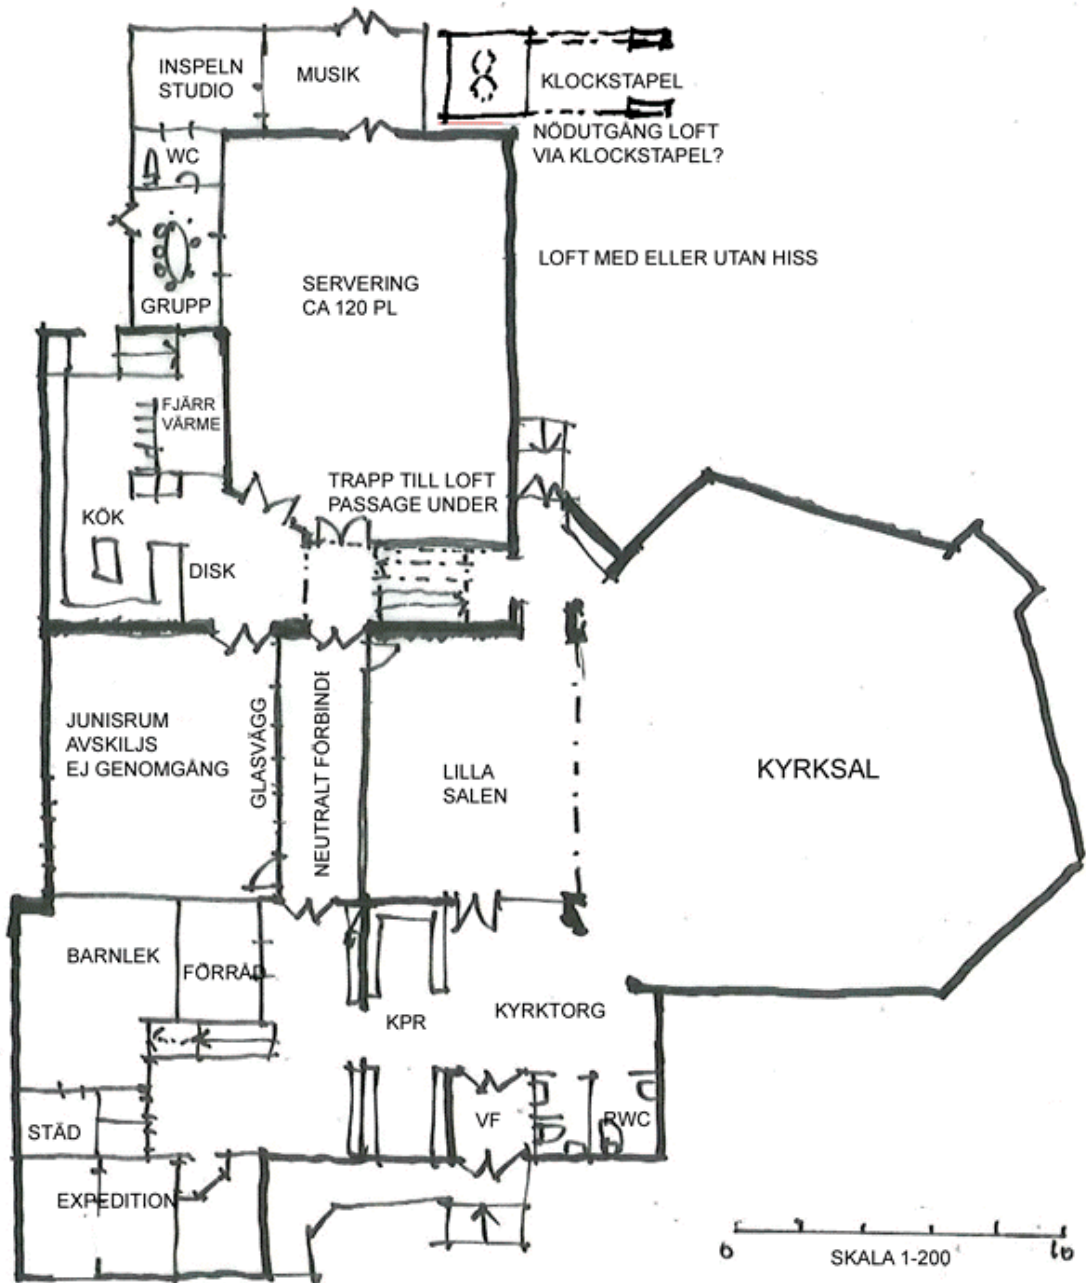 INSPELN
STUDIO
MUSIK
KLOCKSTAPEL
NÖDUTGÅNG LOFT
VIA KLOCKSTAPEL?
WC
LOFT MED ELLER UTAN HISS
SERVERING
CA 120 PL
GRUPP
FJÄRR
VÄRME
TRAPP TILL LOFT
PASSAGE UNDER
KÖK
DISK
JUNISRUM
AVSKILJS
EJ GENOMGÅNG
GLASVÄGG
NEUTRALT FÖRBINDE
LILLA
SALEN
KYRKSAL
BARNLEK
FÖRRÅD
KPR
KYRKTORG
STÄD
VF
RWC
EXPEDITION
0 10
SKALA 1-200